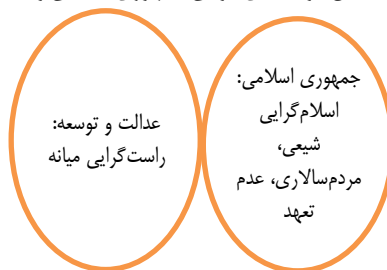 جمهوری اسلامی:
اسلام‌گرایی
شیعی،
مردم‌سالاری، عدم
تعهد
عدالت و توسعه:
راست‌گرایی میانه